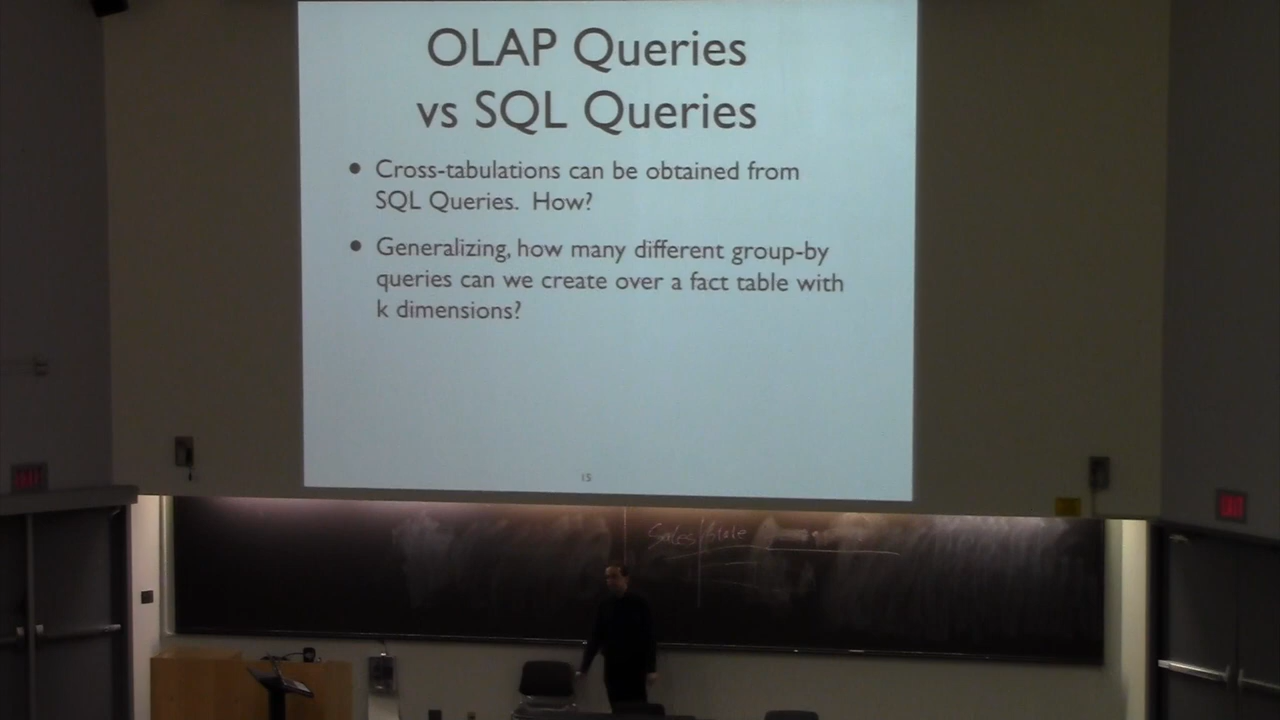 OLAP Queries
vs SQL Queries
• Cross-tabulations can be obtained from
SQL Queries. How?
• Generalizing, how many different group-by
queries can we create over a fact table with
k dimensions?
15
Sales